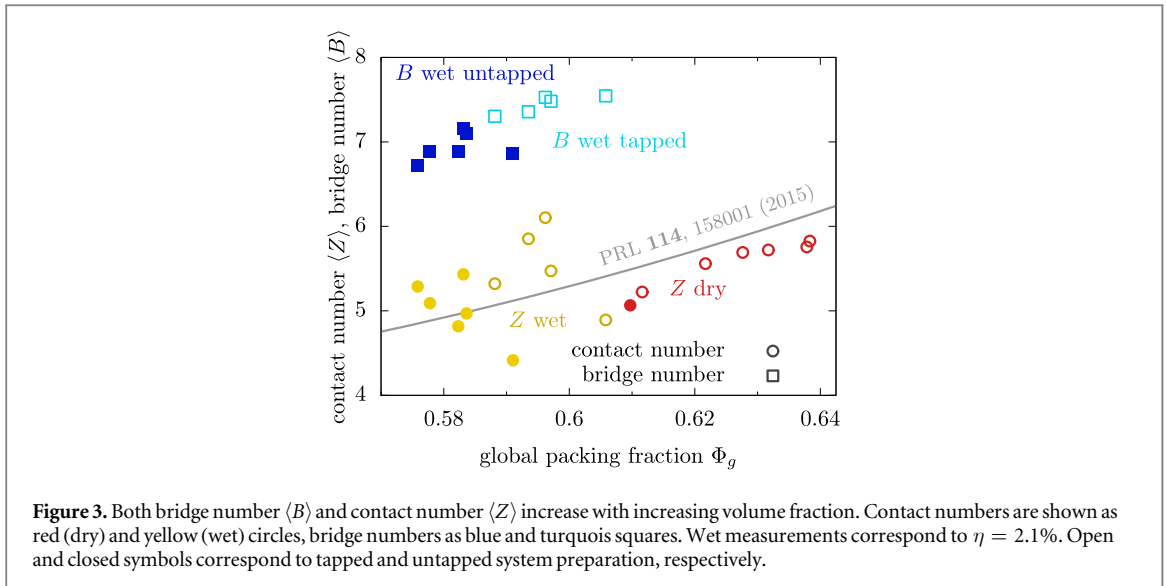 contact number ⟨Z⟩, bridge number ⟨B⟩
8
7
6
5
4
B wet untapped
B wet tapped
PRL 114, 158001 (2015)
Z dry
Z wet
contact number
bridge number
0.58 0.6 0.62 0.64
global packing fraction Φg
Figure 3. Both bridge number ⟨B⟩ and contact number ⟨Z⟩ increase with increasing volume fraction. Contact numbers are shown as
red (dry) and yellow (wet) circles, bridge numbers as blue and turquois squares. Wet measurements correspond to η = 2.1%. Open
and closed symbols correspond to tapped and untapped system preparation, respectively.